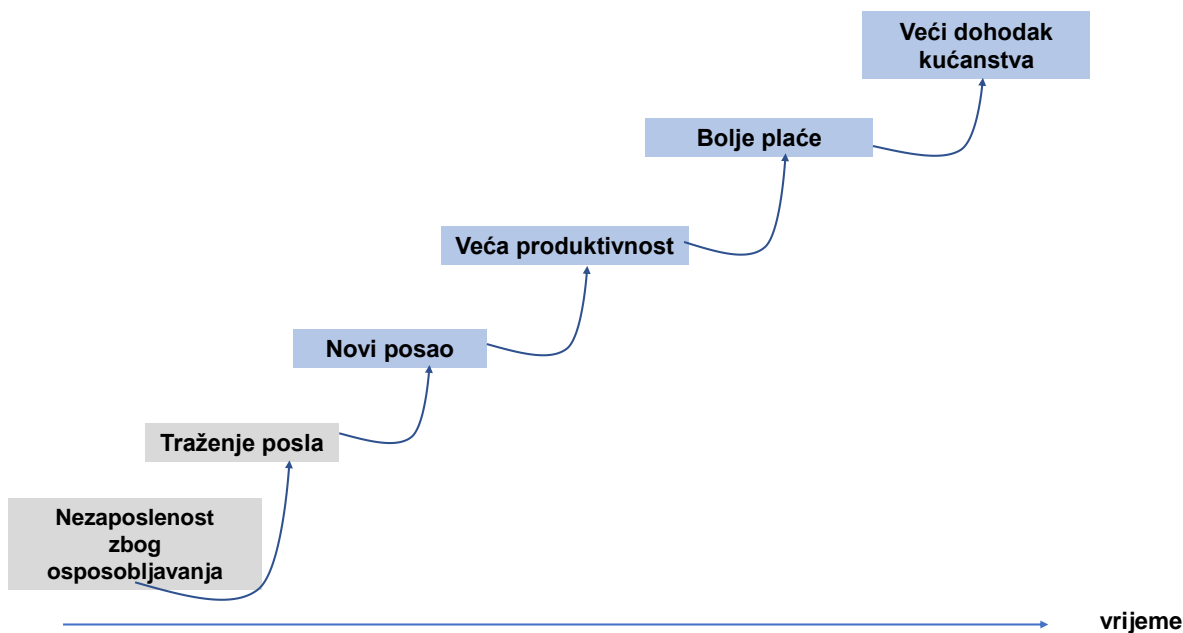 Veći dohodak
kućanstva
Bolje plaće
Veća produktivnost
Novi posao
Traženje posla
Nezaposlenost
zbog
osposobljavanja
vrijeme